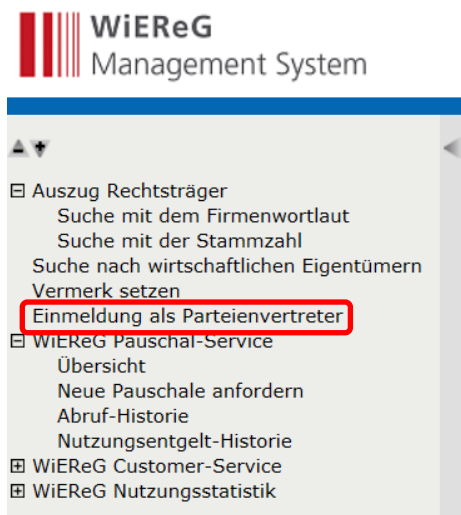 WiEReG
Management System
Auszug Rechtsträger
Suche mit dem Firmenwortlaut
Suche mit der Stammzahl
Suche nach wirtschaftlichen Eigentümern
Vermerk setzen
Einmeldung als Parteienvertreter
WiEReG Pauschal-Service
Übersicht
Neue Pauschale anfordern
Abruf-Historie
Nutzungsentgelt-Historie
WiEReG Customer-Service
WiEReG Nutzungsstatistik